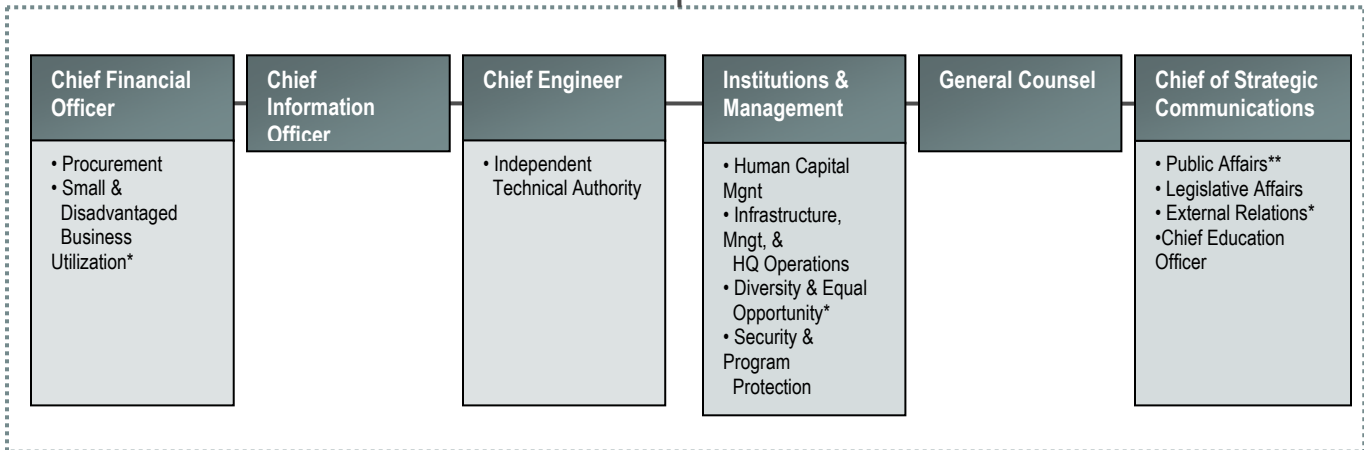 Chief Financial
Officer
• Procurement
• Small &
Disadvantaged
Business
Utilization*
Chief
Information
Officer
Chief Engineer
• Independent
Technical Authority
Institutions &
Management
• Human Capital
Mgnt
• Infrastructure,
Mngt, &
HQ Operations
• Diversity & Equal
Opportunity*
• Security &
Program
Protection
General Counsel
Chief of Strategic
Communications
• Public Affairs**
• Legislative Affairs
• External Relations*
•Chief Education
Officer